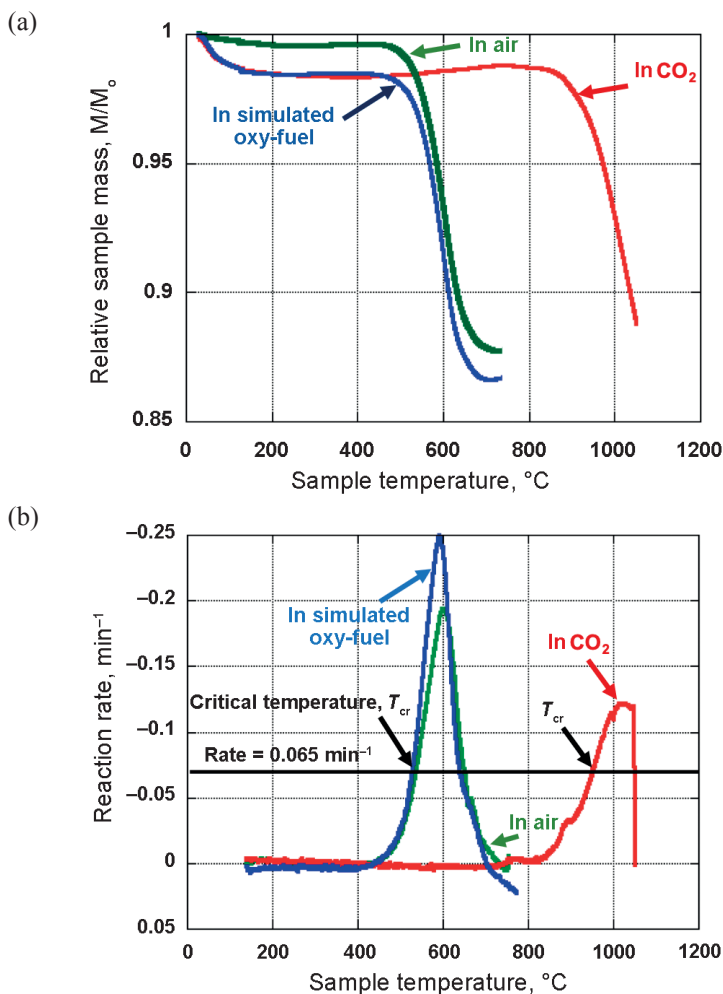 (a)
1
0.95
0.9
0.85
0
200
400
600
800
1000
1200
Relative sample mass, M/Mo
Sample temperature, °C
In air
In CO2
In simulated
oxy-fuel
(b)
–0.25
–0.2
–0.15
–0.1
–0.05
0
0.05
0
200
400
600
800
1000
1200
Reaction rate, min–1
Sample temperature, °C
In simulated
oxy-fuel
In CO2
Critical temperature, Tcr
Tcr
Rate = 0.065 min–1
In air